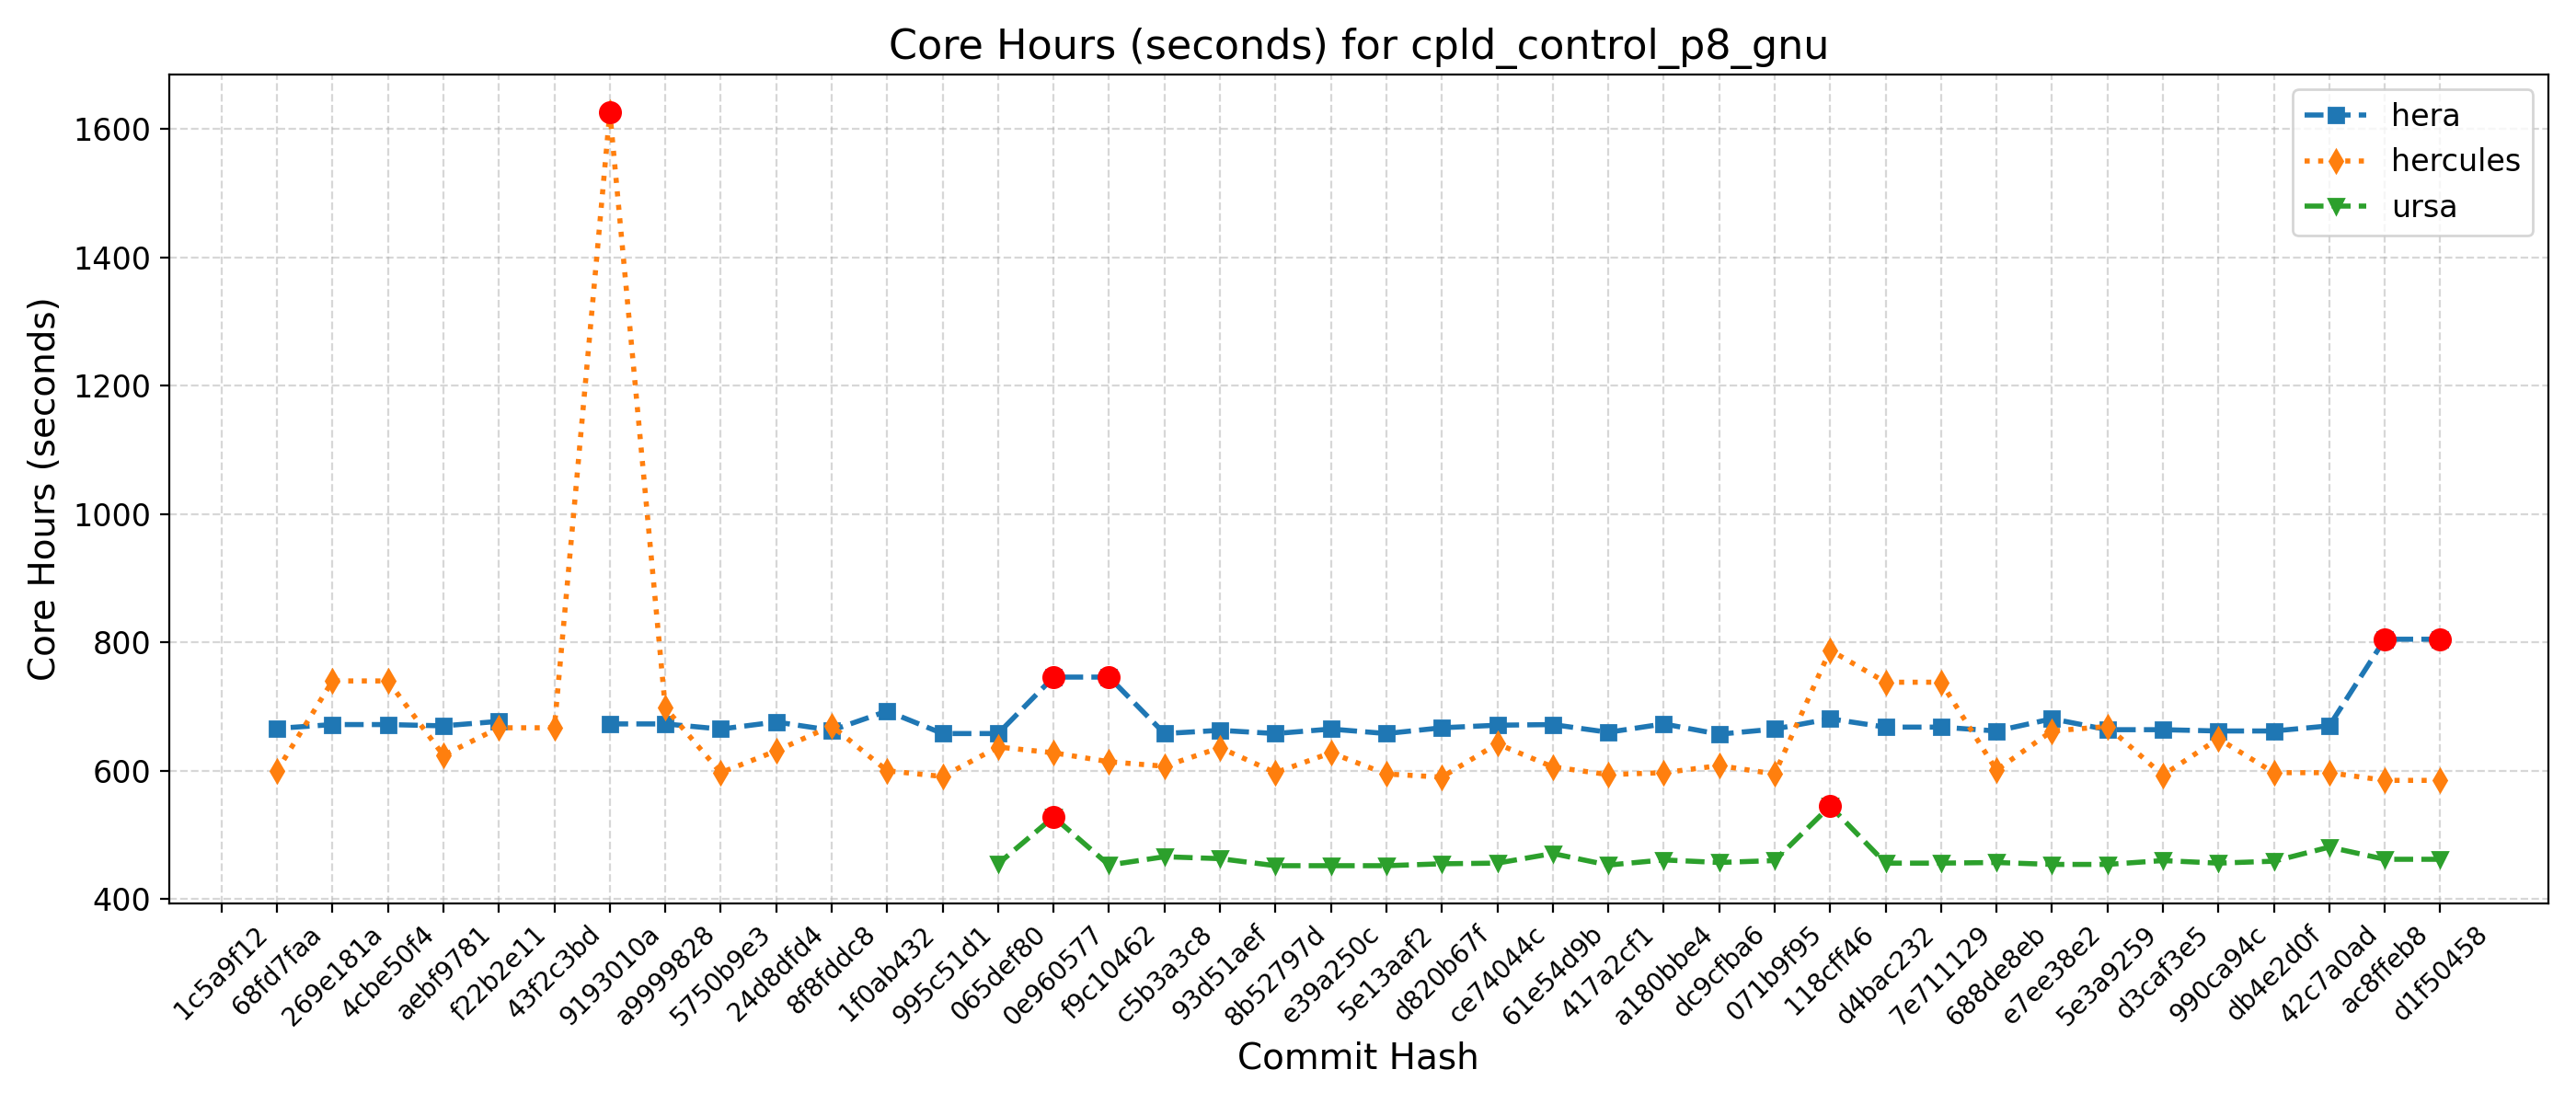 Core Hours (seconds) for cpld_control_p8_gnu
Core Hours (seconds)
1600
1400
1200
1000
800
600
400
hera
hercules
ursa
1c5a9f12
68fd7faa
269e181a
4cbe50f4
aebf9781
f22b2e11
43f2c3bd
9193010a
a9999828
5750b9e3
24d8dfd4
8f8fddc8
1f0ab432
995c51d1
065def80
0e960577
f9c10462
c5b3a3c8
93d51aef
8b52797d
e39a250c
5e13aaf2
d820b67f
ce74044c
61e54d9b
417a2cf1
a180bbe4
dc9cfba6
071b9f95
118cff46
d4bac232
7e711129
688de8eb
e7ee38e2
5e3a9259
d3caf3e5
990ca94c
db4e2d0f
42c7a0ad
ac8ffeb8
d1f50458
Commit Hash